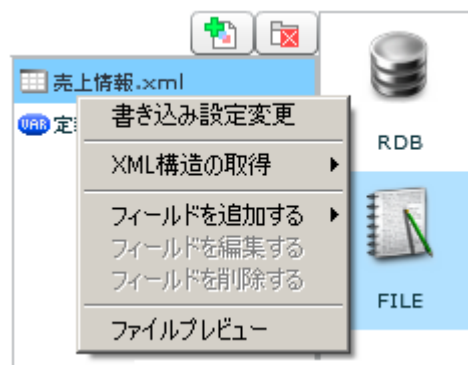 売上情報.xml
VAR
書き込み設定変更
XML構造の取得
フィールドを追加する
フィールドを編集する
フィールドを削除する
ファイルプレビュー
RDB
FILE